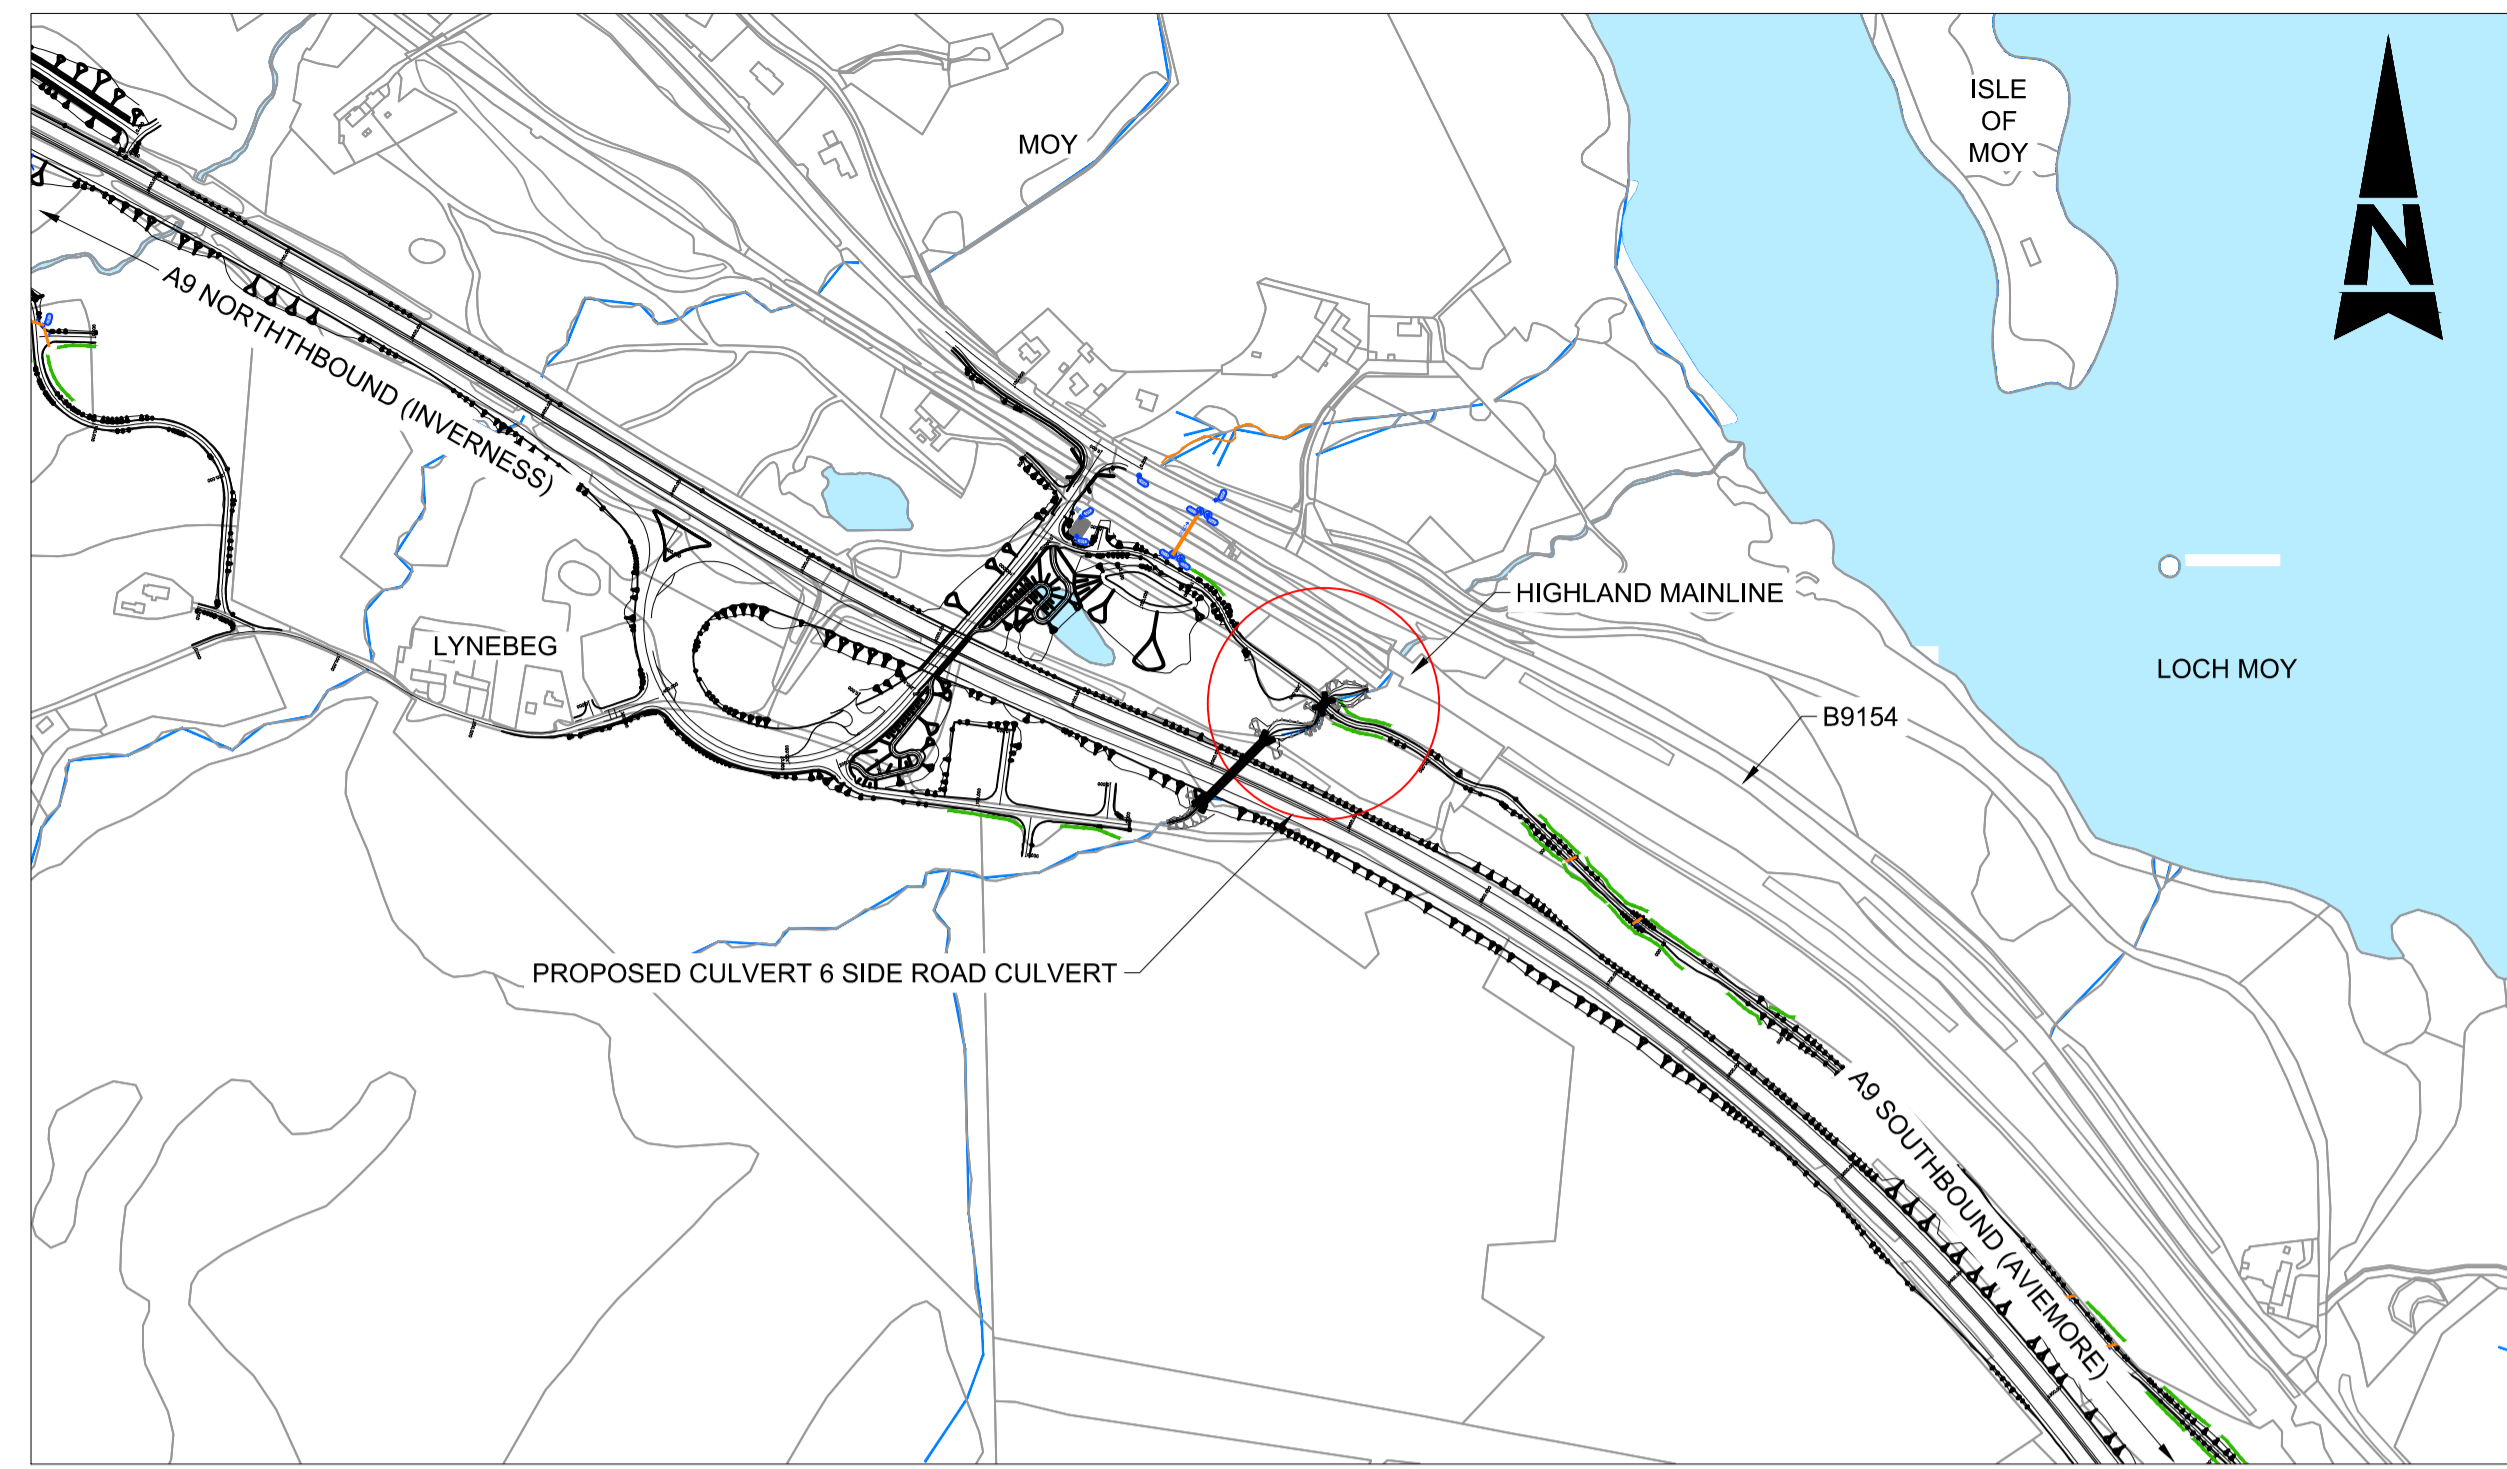 ISLE
OF
MOY
MOY
N
A9 NORTHTHBOUND (INVERNESS)
HIGHLAND MAINLINE
LYNEBEG
LOCH MOY
B9154
PROPOSED CULVERT 6 SIDE ROAD CULVERT
A9 SOUTHBOUND (AVIEMORE)